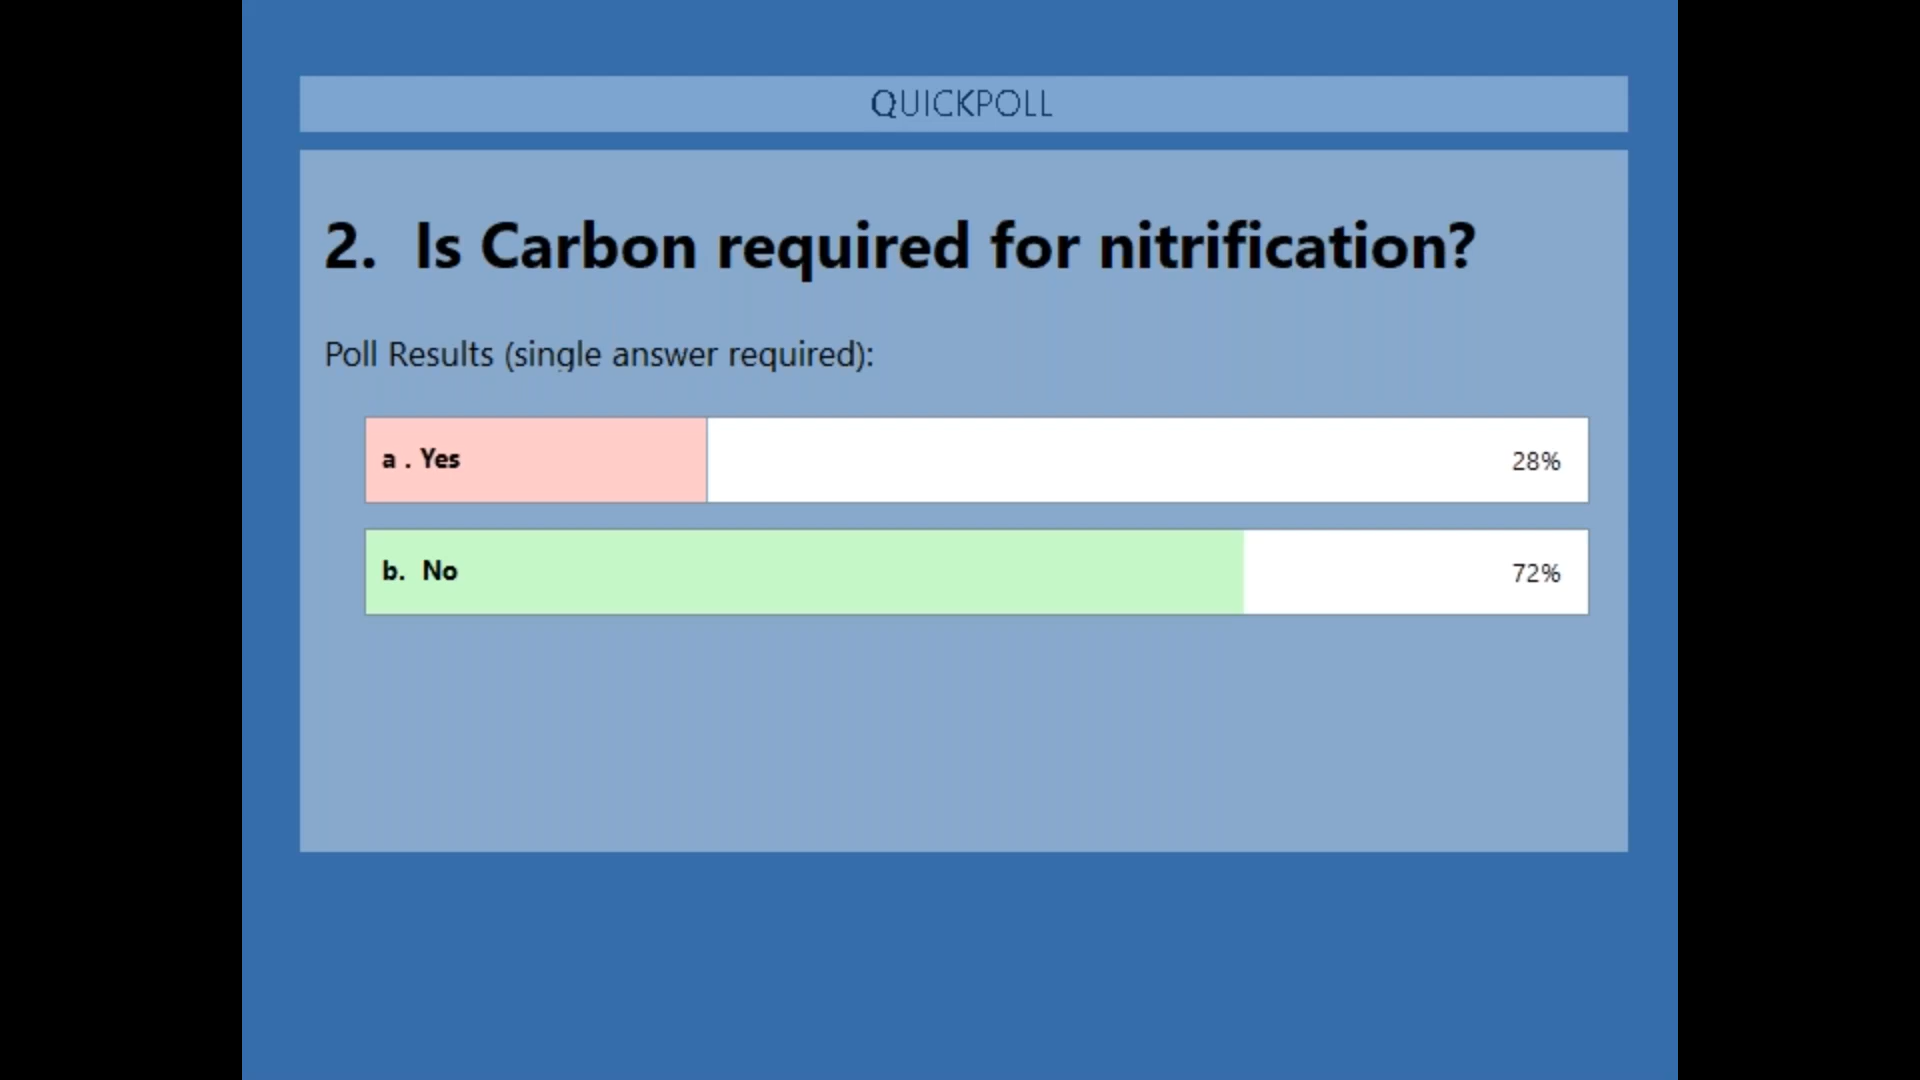 QUICKPOLL
2. Is Carbon required for nitrification?
Poll Results (single answer required):
a . Yes 28%
b. No 72%